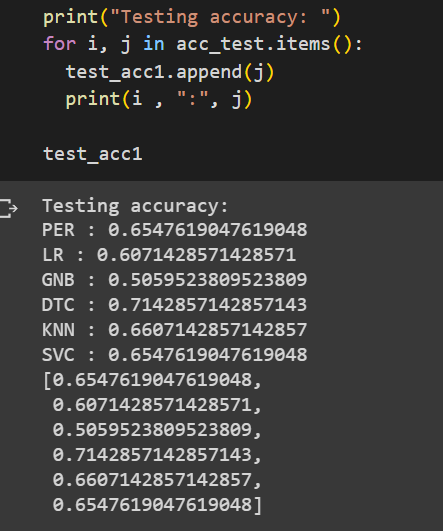 print("Testing accuracy: ")
for i, j in acc_test.items():
  test_acc1.append(j)
  print(i , ":", j)

test_acc1
Testing accuracy:
PER : 0.6547619047619048
LR : 0.6071428571428571
GNB : 0.5059523809523809
DTC : 0.7142857142857143
KNN : 0.6607142857142857
SVC : 0.6547619047619048
[0.6547619047619048,
 0.6071428571428571,
 0.5059523809523809,
 0.7142857142857143,
 0.6607142857142857,
 0.6547619047619048]